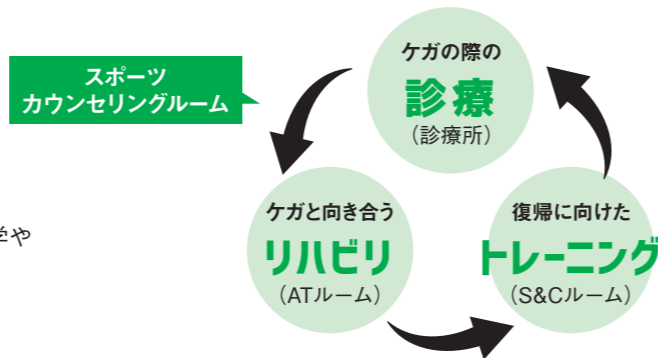 スポーツ
カウンセリングルーム
ケガの際の
診療
（診療所）
ケガと向き合う
リハビリ
（ATルーム）
復帰に向けた
トレーニング
（S&Cルーム）
学や